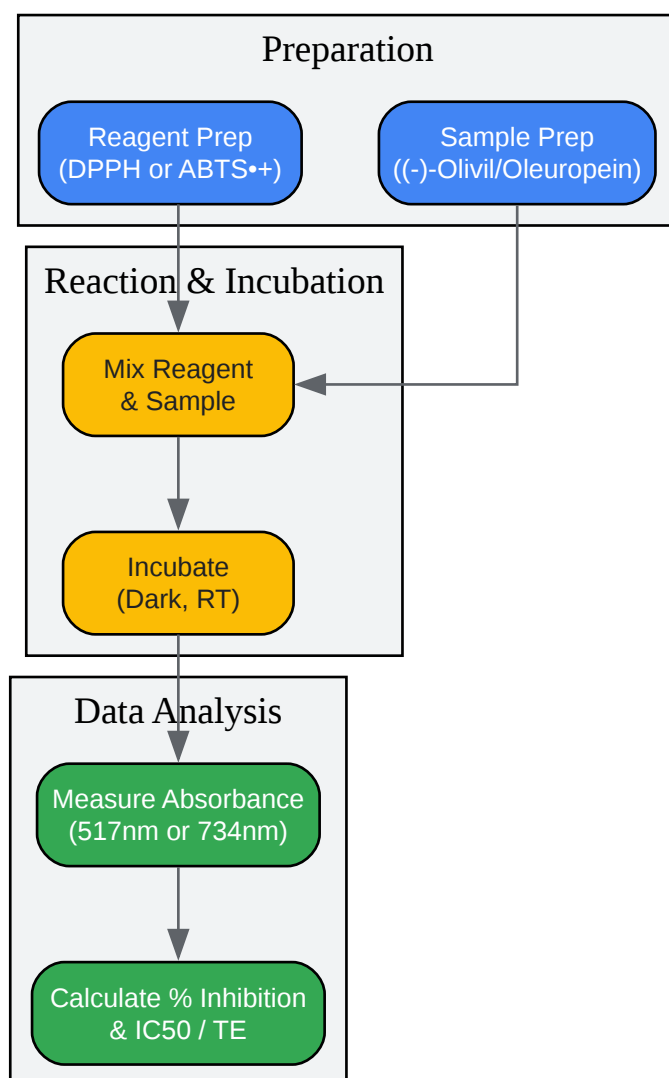 Preparation
Reagent Prep
(DPPH or ABTS•+)
Sample Prep
((-)-Olivil/Oleuropein)
Reaction & Incubation
Mix Reagent
& Sample
Incubate
(Dark, RT)
Data Analysis
Measure Absorbance
(517nm or 734nm)
Calculate % Inhibition
& IC50 / TE